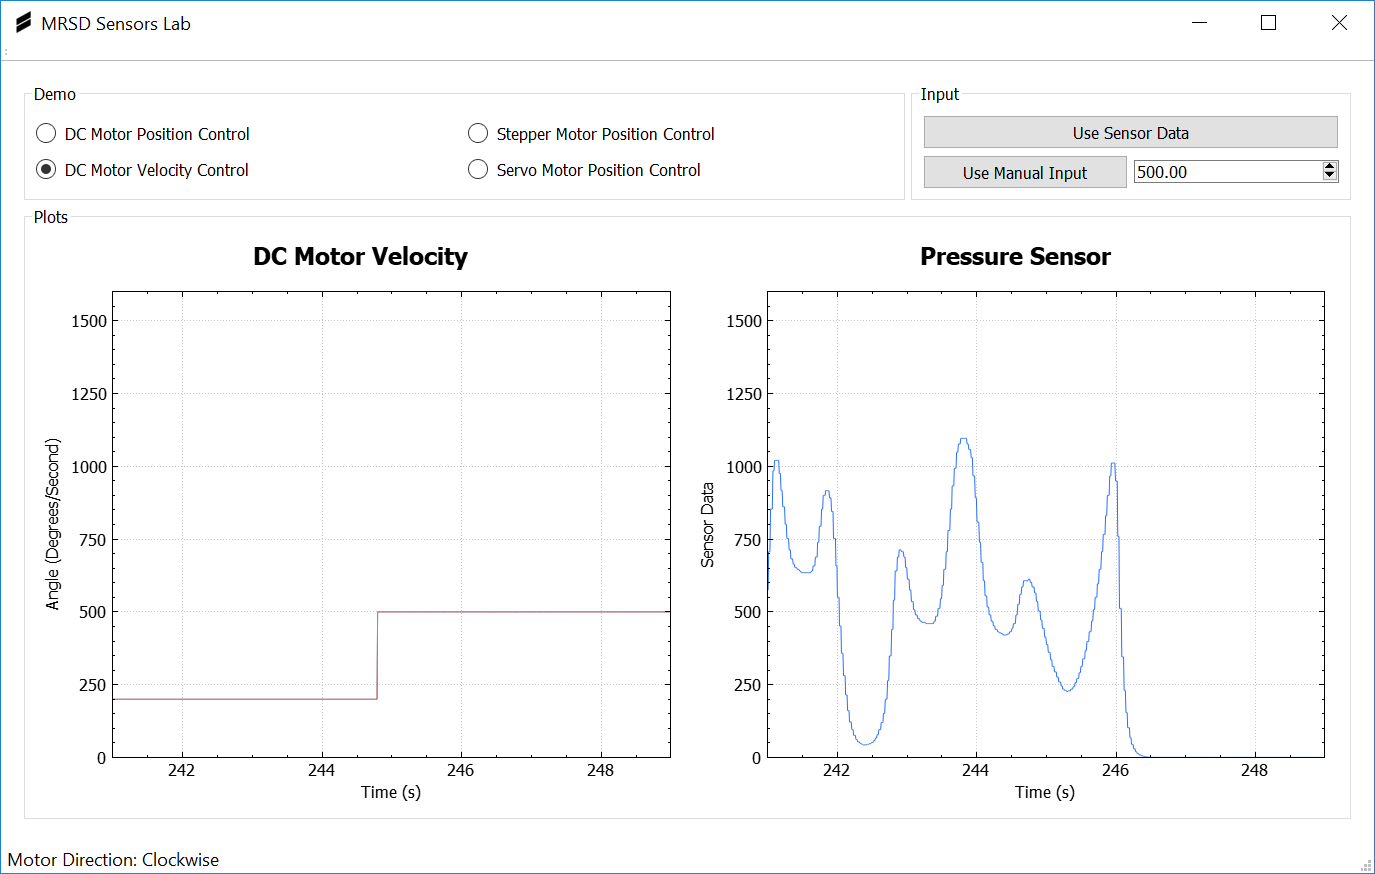 MRSD Sensors Lab
Demo
DC Motor Position Control
Stepper Motor Position Control
DC Motor Velocity Control
Servo Motor Position Control
Input
Use Sensor Data
Use Manual Input
500.00
Plots
DC Motor Velocity
1500
1250
1000
750
500
250
0
Angle (Degrees/Second)
242 244 246 248
Time (s)
Pressure Sensor
1500
1250
1000
750
500
250
0
Sensor Data
242 244 246 248
Time (s)
Motor Direction: Clockwise